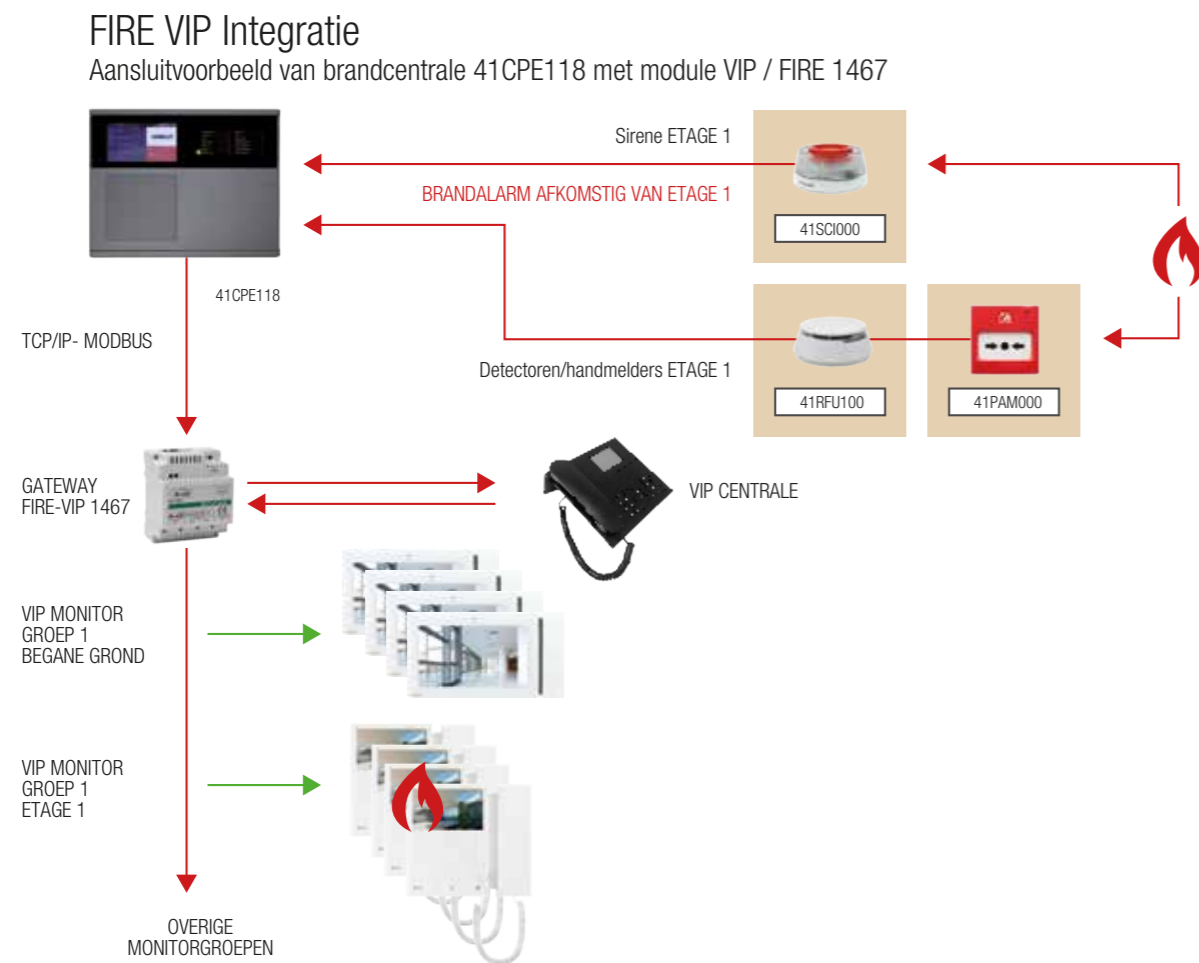 FIRE VIP Integratie
Aansluitvoorbeeld van brandcentrale 41CPE118 met module VIP / FIRE 1467
Sirene ETAGE 1
BRANDALARM AFKOMSTIG VAN ETAGE 1
41SCI000
41CPE118
TCP/IP- MODBUS
Detectoren/handmelders ETAGE 1
41RFU100
41PAM000
GATEWAY
FIRE-VIP 1467
VIP CENTRALE
VIP MONITOR
GROEP 1
BEGANE GROND
VIP MONITOR
GROEP 1
ETAGE 1
OVERIGE
MONITORGROEPEN